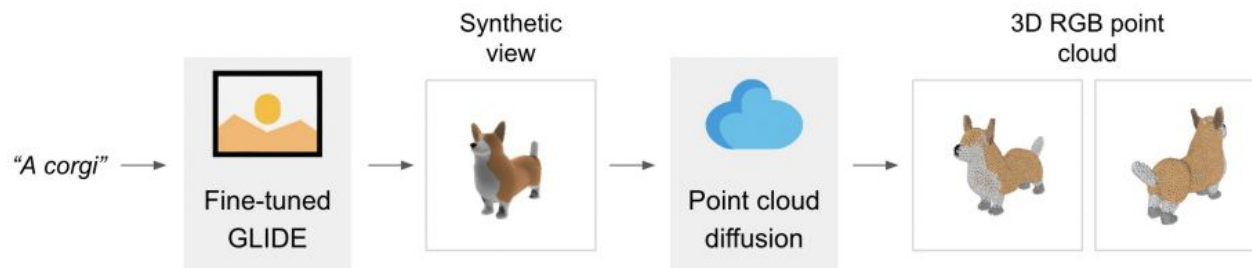 Synthetic
view
3D RGB point
cloud
“A corgi”
Fine-tuned
GLIDE
Point cloud
diffusion